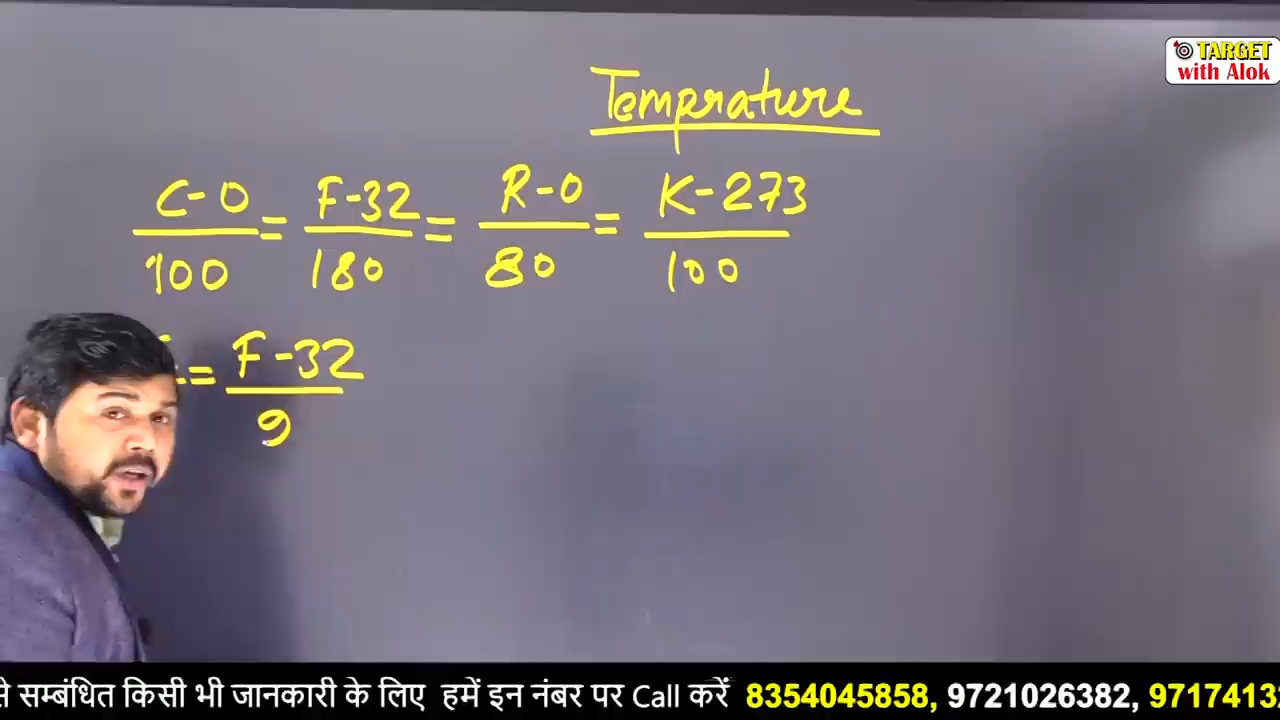 TARGET
with Alok
Temprature
C-0/100 = F-32/180 = R-0/80 = K-273/100
= F-32/9
से सम्बंधित किसी भी जानकारी के लिए हमें इन नंबर पर Call करें 8354045858, 9721026382, 9717413